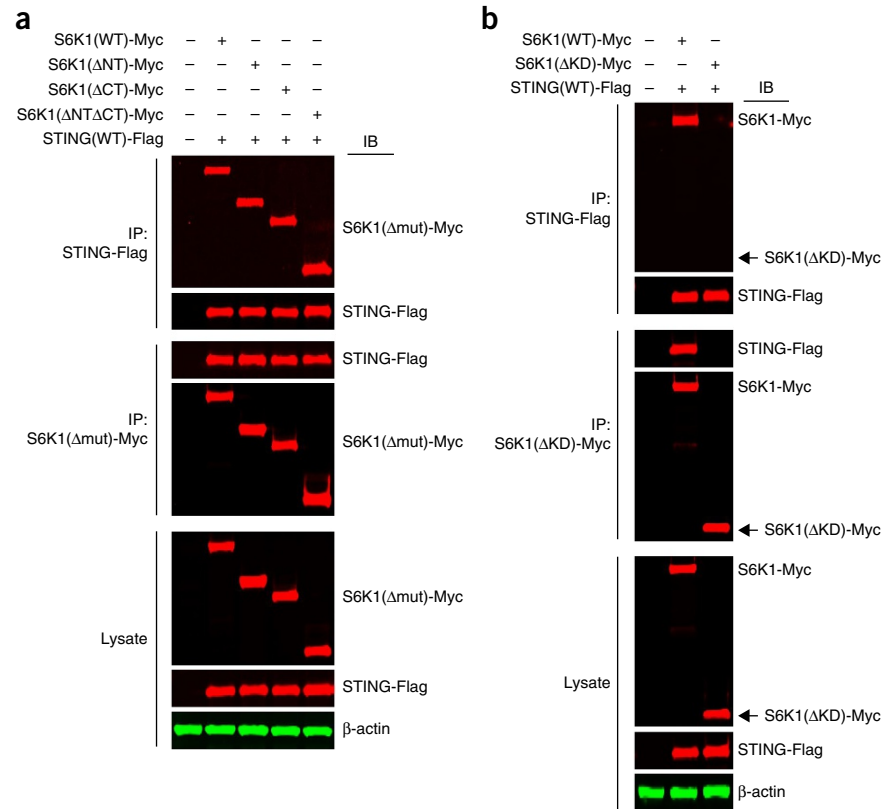 a
S6K1(WT)-Myc – + – – –
S6K1(ΔNT)-Myc – – + – –
S6K1(ΔCT)-Myc – – – + –
S6K1(ΔNTΔCT)-Myc – – – – +
STING(WT)-Flag – + + + +
IB
IP:
STING-Flag
S6K1(Δmut)-Myc
STING-Flag
IP:
S6K1(Δmut)-Myc
STING-Flag
S6K1(Δmut)-Myc
Lysate
S6K1(Δmut)-Myc
STING-Flag
β-actin
b
S6K1(WT)-Myc – + –
S6K1(ΔKD)-Myc – – +
STING(WT)-Flag – + +
IB
IP:
STING-Flag
S6K1-Myc
S6K1(ΔKD)-Myc
STING-Flag
IP:
S6K1(ΔKD)-Myc
STING-Flag
S6K1-Myc
S6K1(ΔKD)-Myc
Lysate
S6K1-Myc
S6K1(ΔKD)-Myc
STING-Flag
β-actin